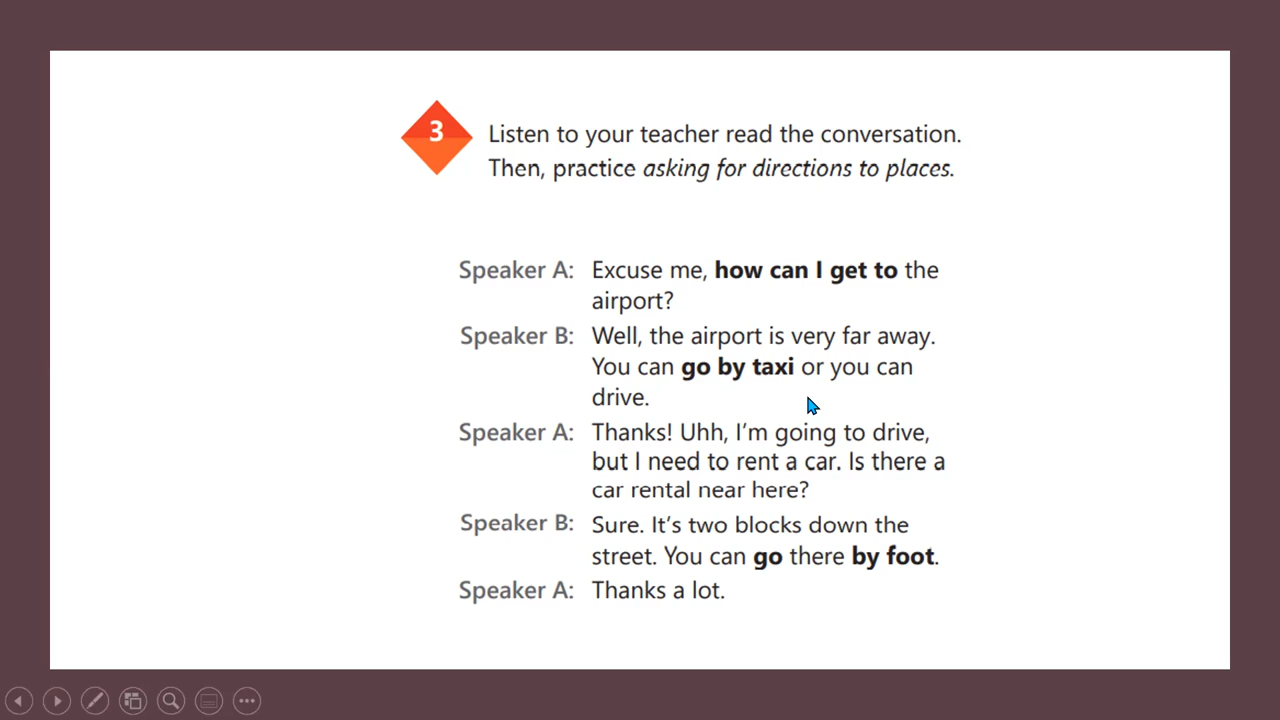 3
Listen to your teacher read the conversation.
Then, practice asking for directions to places.
Speaker A: Excuse me, how can I get to the
airport?
Speaker B: Well, the airport is very far away.
You can go by taxi or you can
drive.
Speaker A: Thanks! Uhh, I'm going to drive,
but I need to rent a car. Is there a
car rental near here?
Speaker B: Sure. It's two blocks down the
street. You can go there by foot.
Speaker A: Thanks a lot.